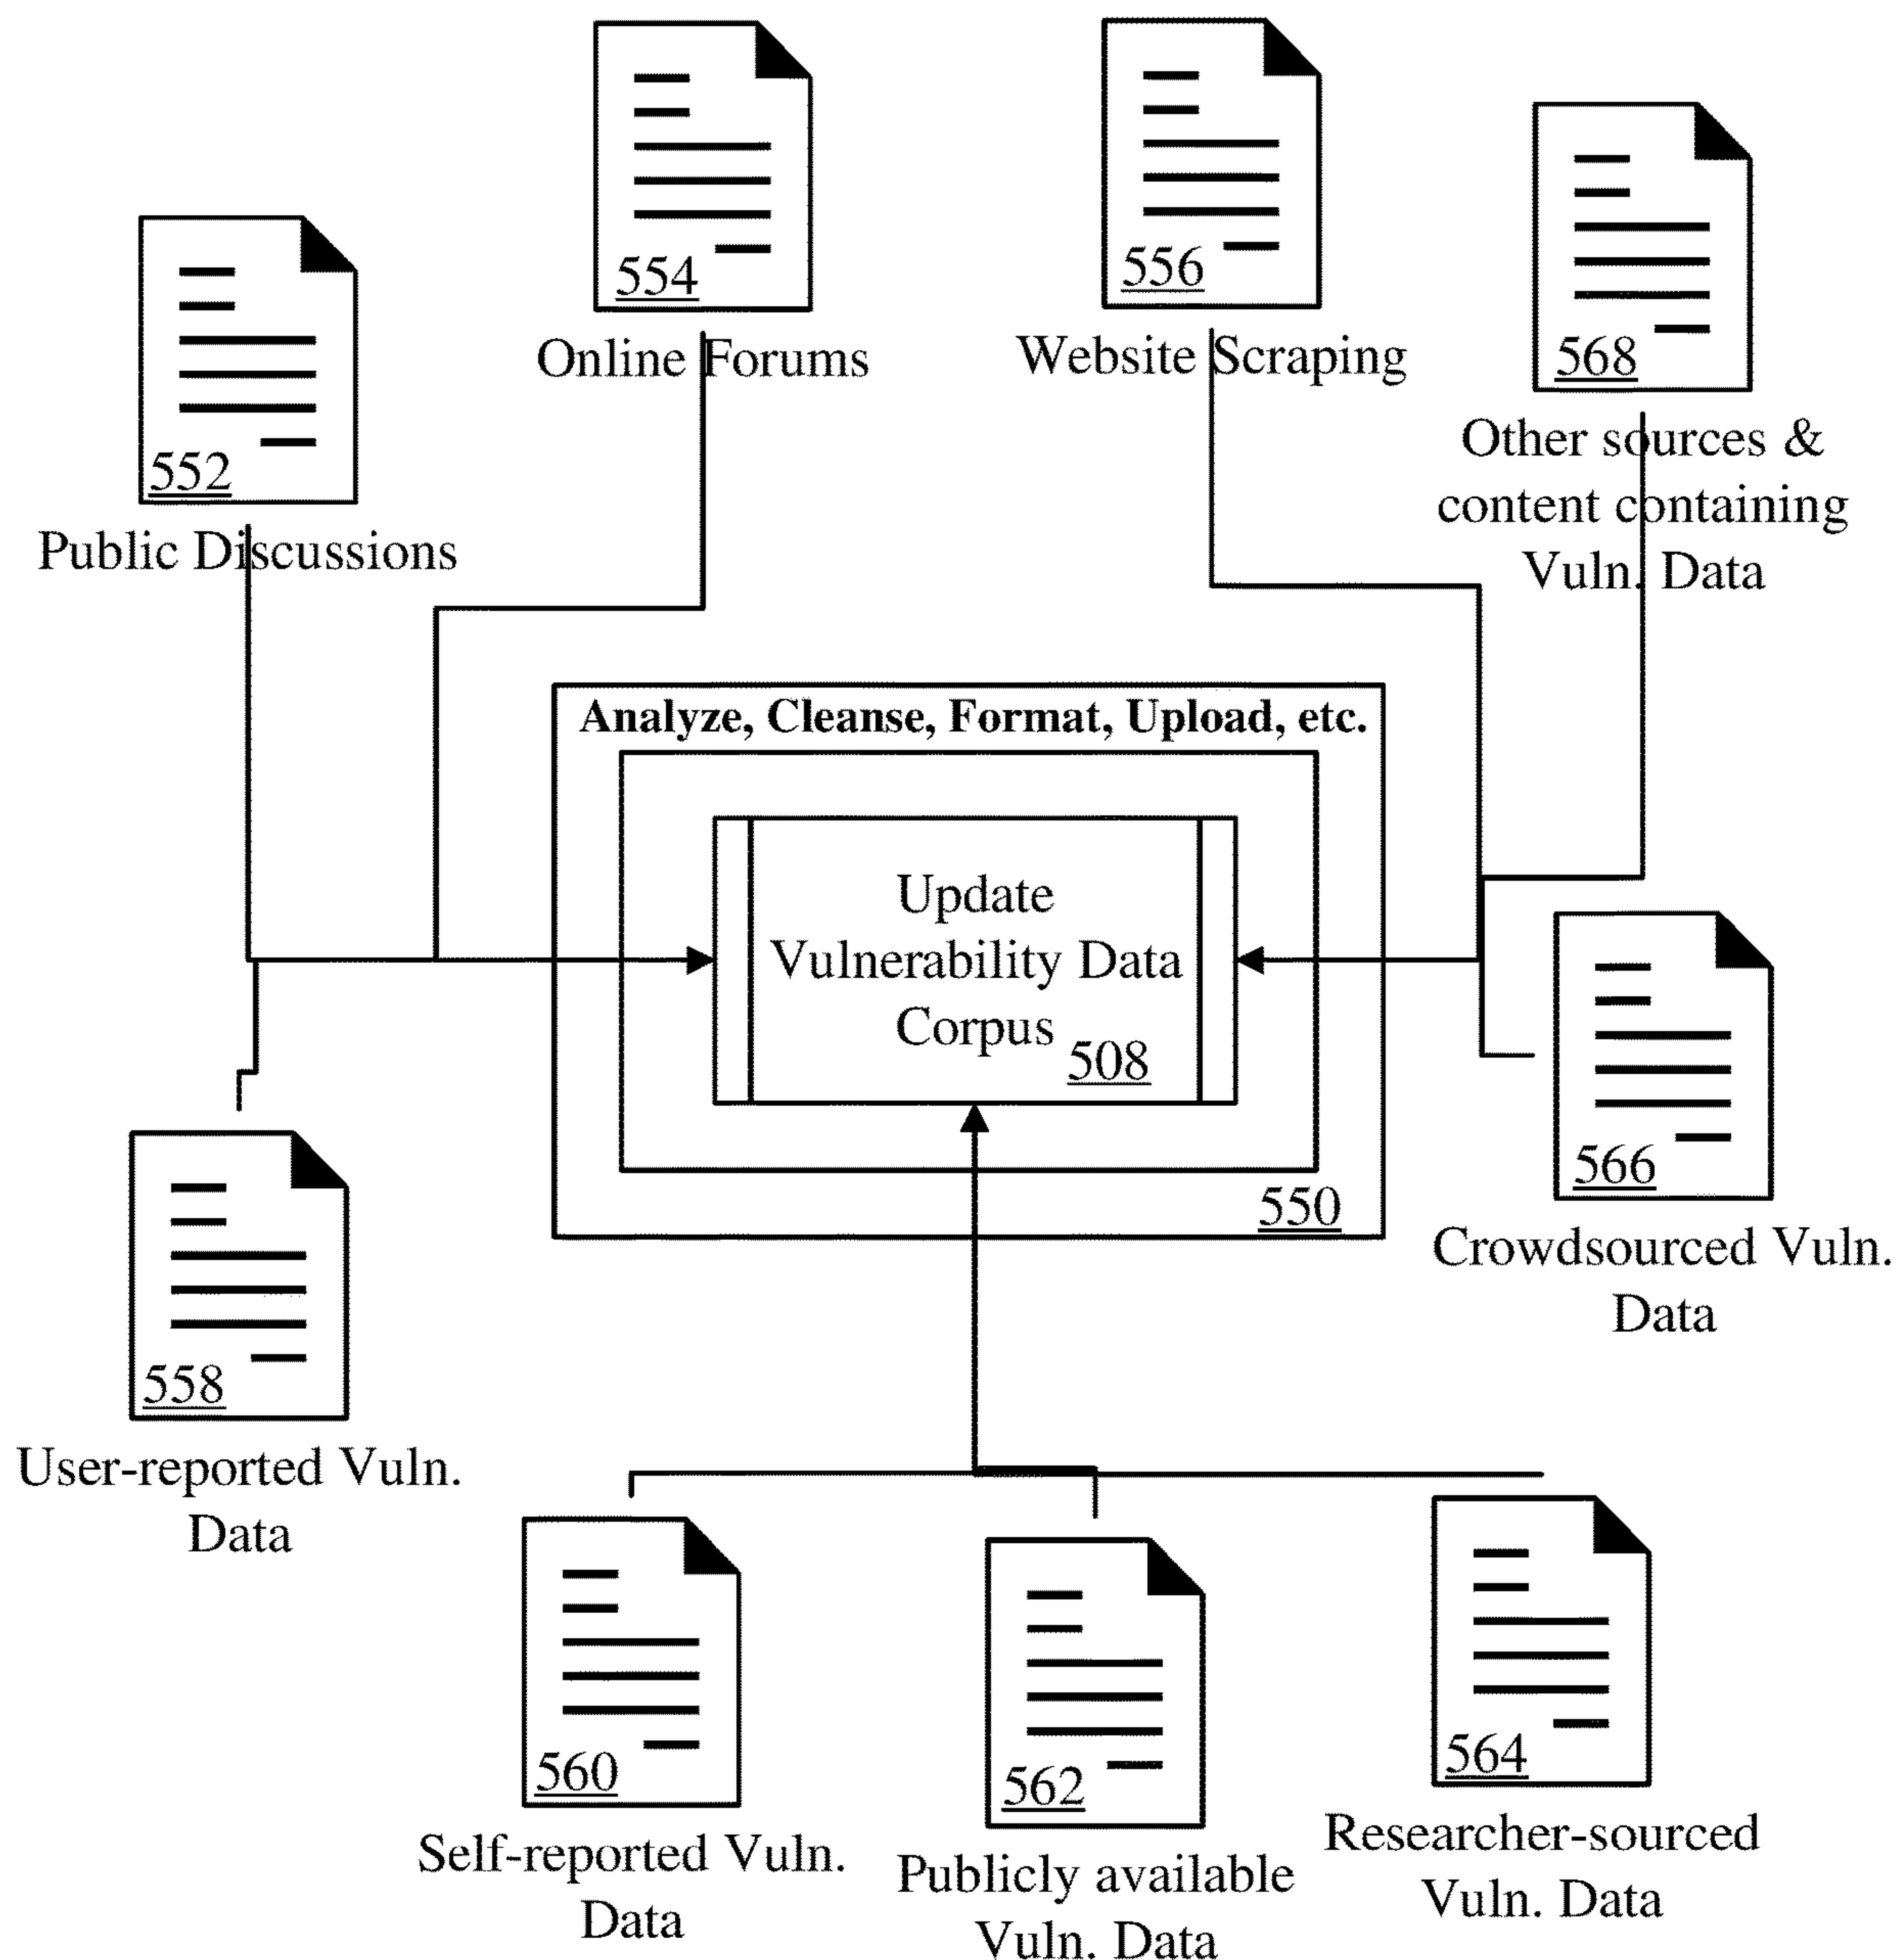 554
Online Forums
556
Website Scraping
568
Other sources &
content containing
Vuln. Data
552
Public Discussions
Analyze, Cleanse, Format, Upload, etc.
Update
Vulnerability Data
Corpus
508
550
566
Crowdsourced Vuln.
Data
558
User-reported Vuln.
Data
560
Self-reported Vuln.
Data
562
Publicly available
Vuln. Data
564
Researcher-sourced
Vuln. Data